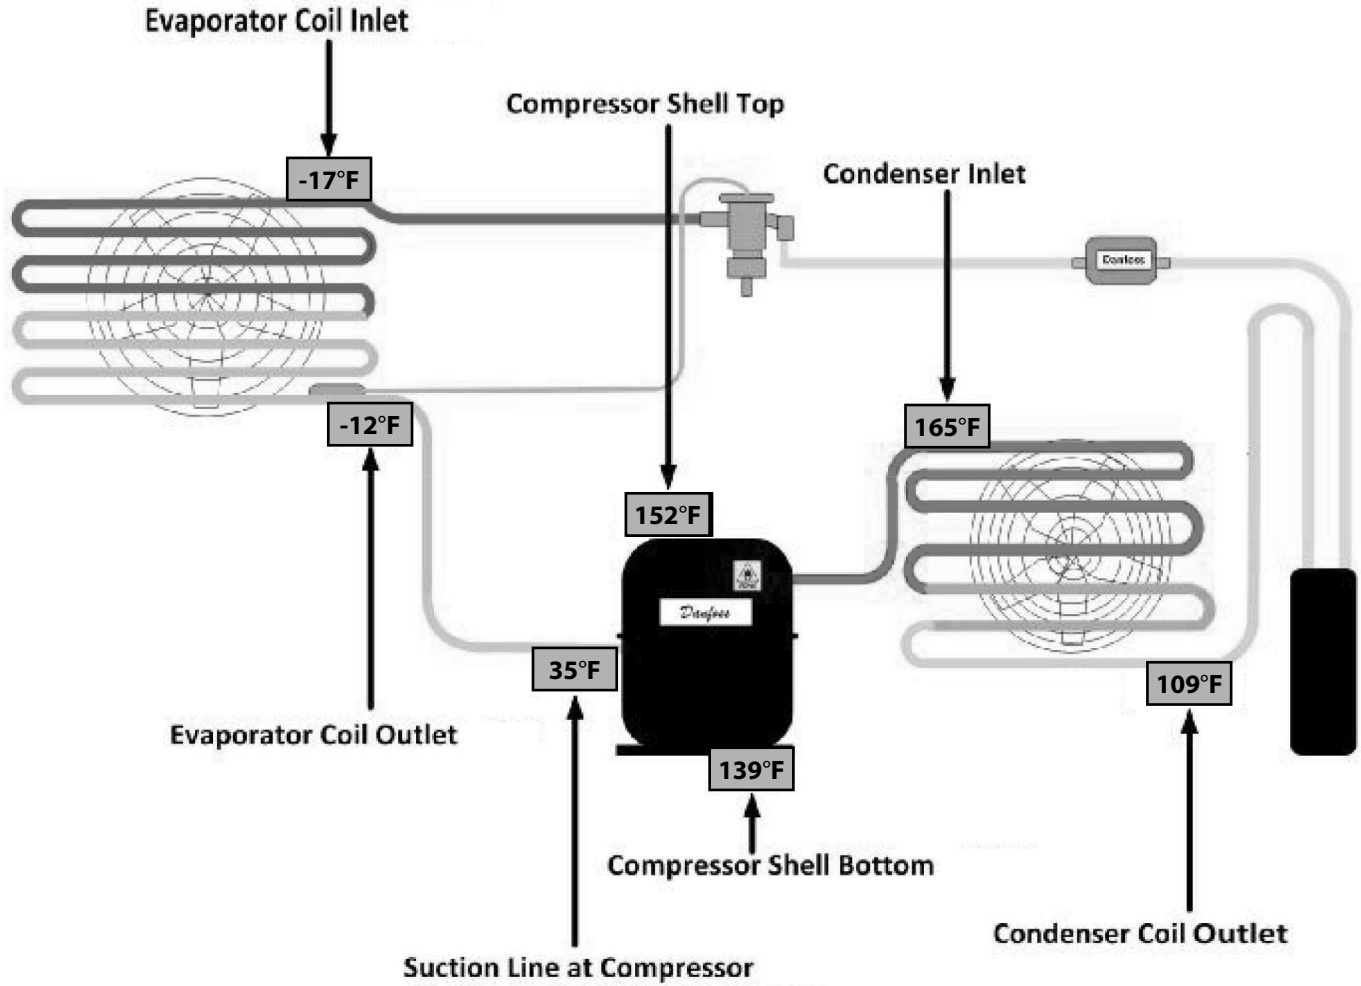 Evaporator Coil Inlet
Compressor Shell Top
-17°F
Condenser Inlet
Danfoss
-12°F
165°F
152°F
Danfoss
35°F
109°F
Evaporator Coil Outlet
139°F
Compressor Shell Bottom
Condenser Coil Outlet
Suction Line at Compressor